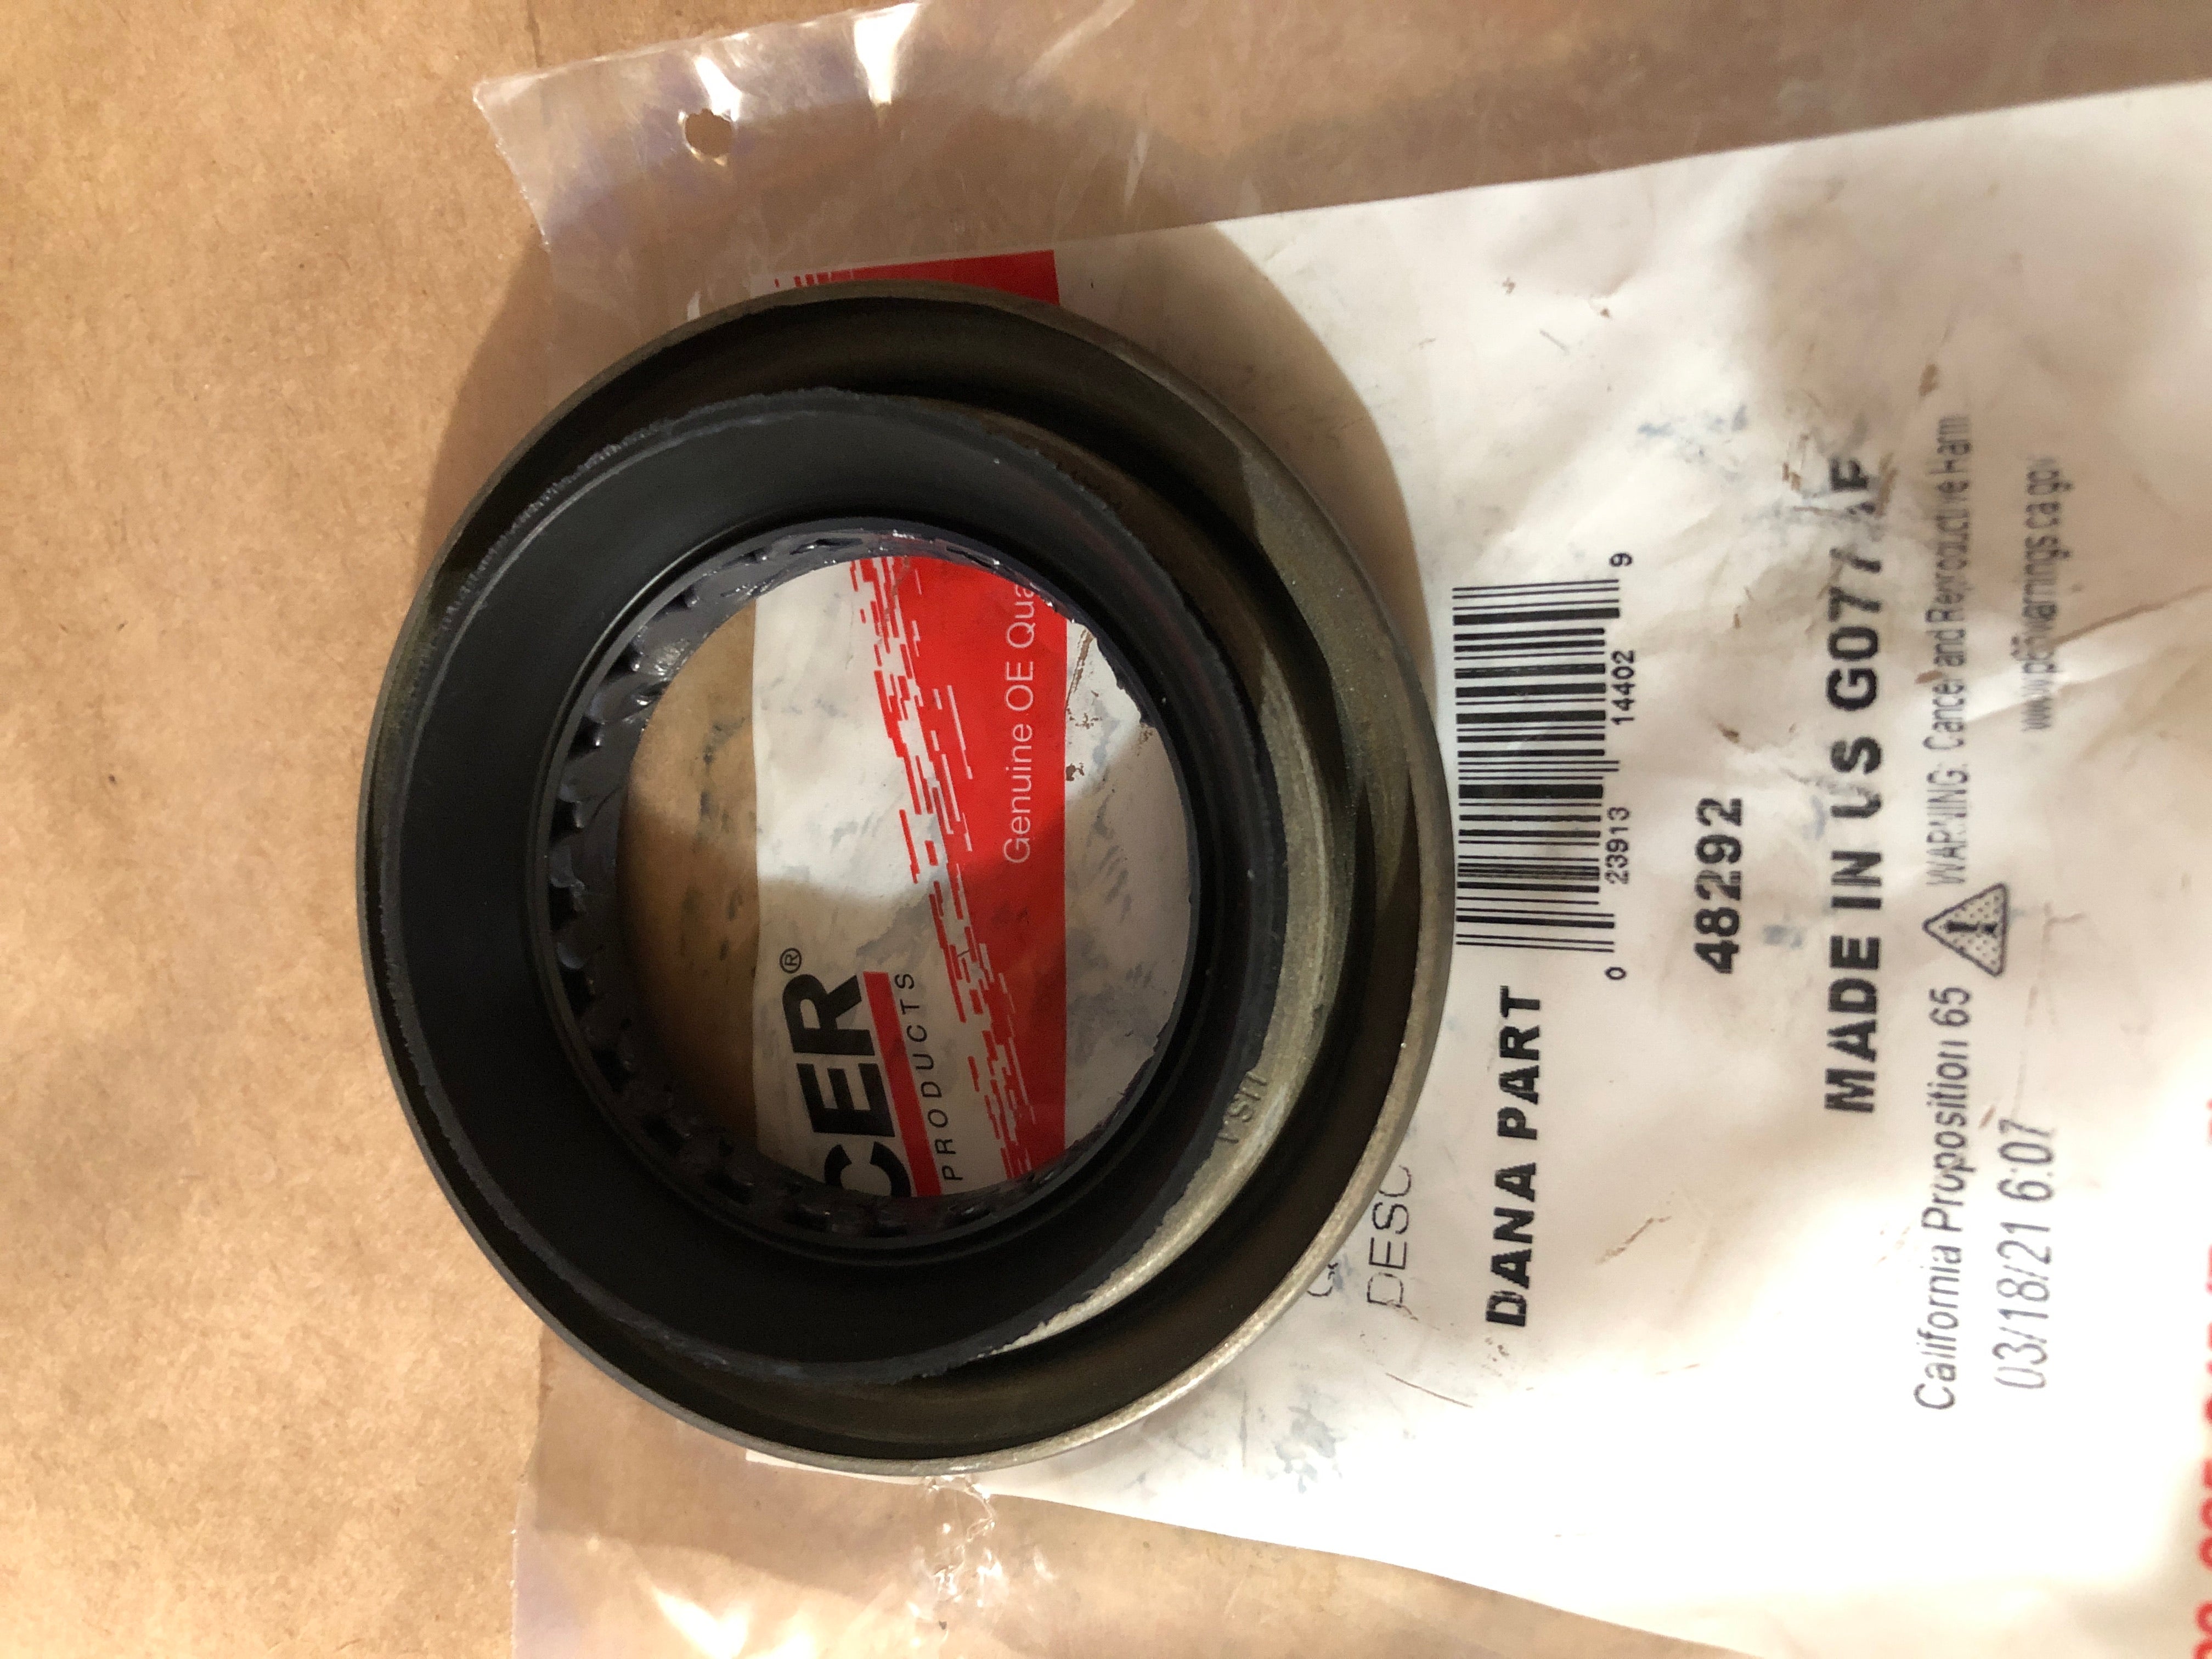 CER®
PRODUCTS
Genuine OE Qua
DESC
DANA PART
0 23913 14402 9
48292
MADE IN US G077 AF
California Proposition 65 WARNING: Cancer and Reproductive Harm
03/18/21 6:07 www.p65warnings.ca.gov